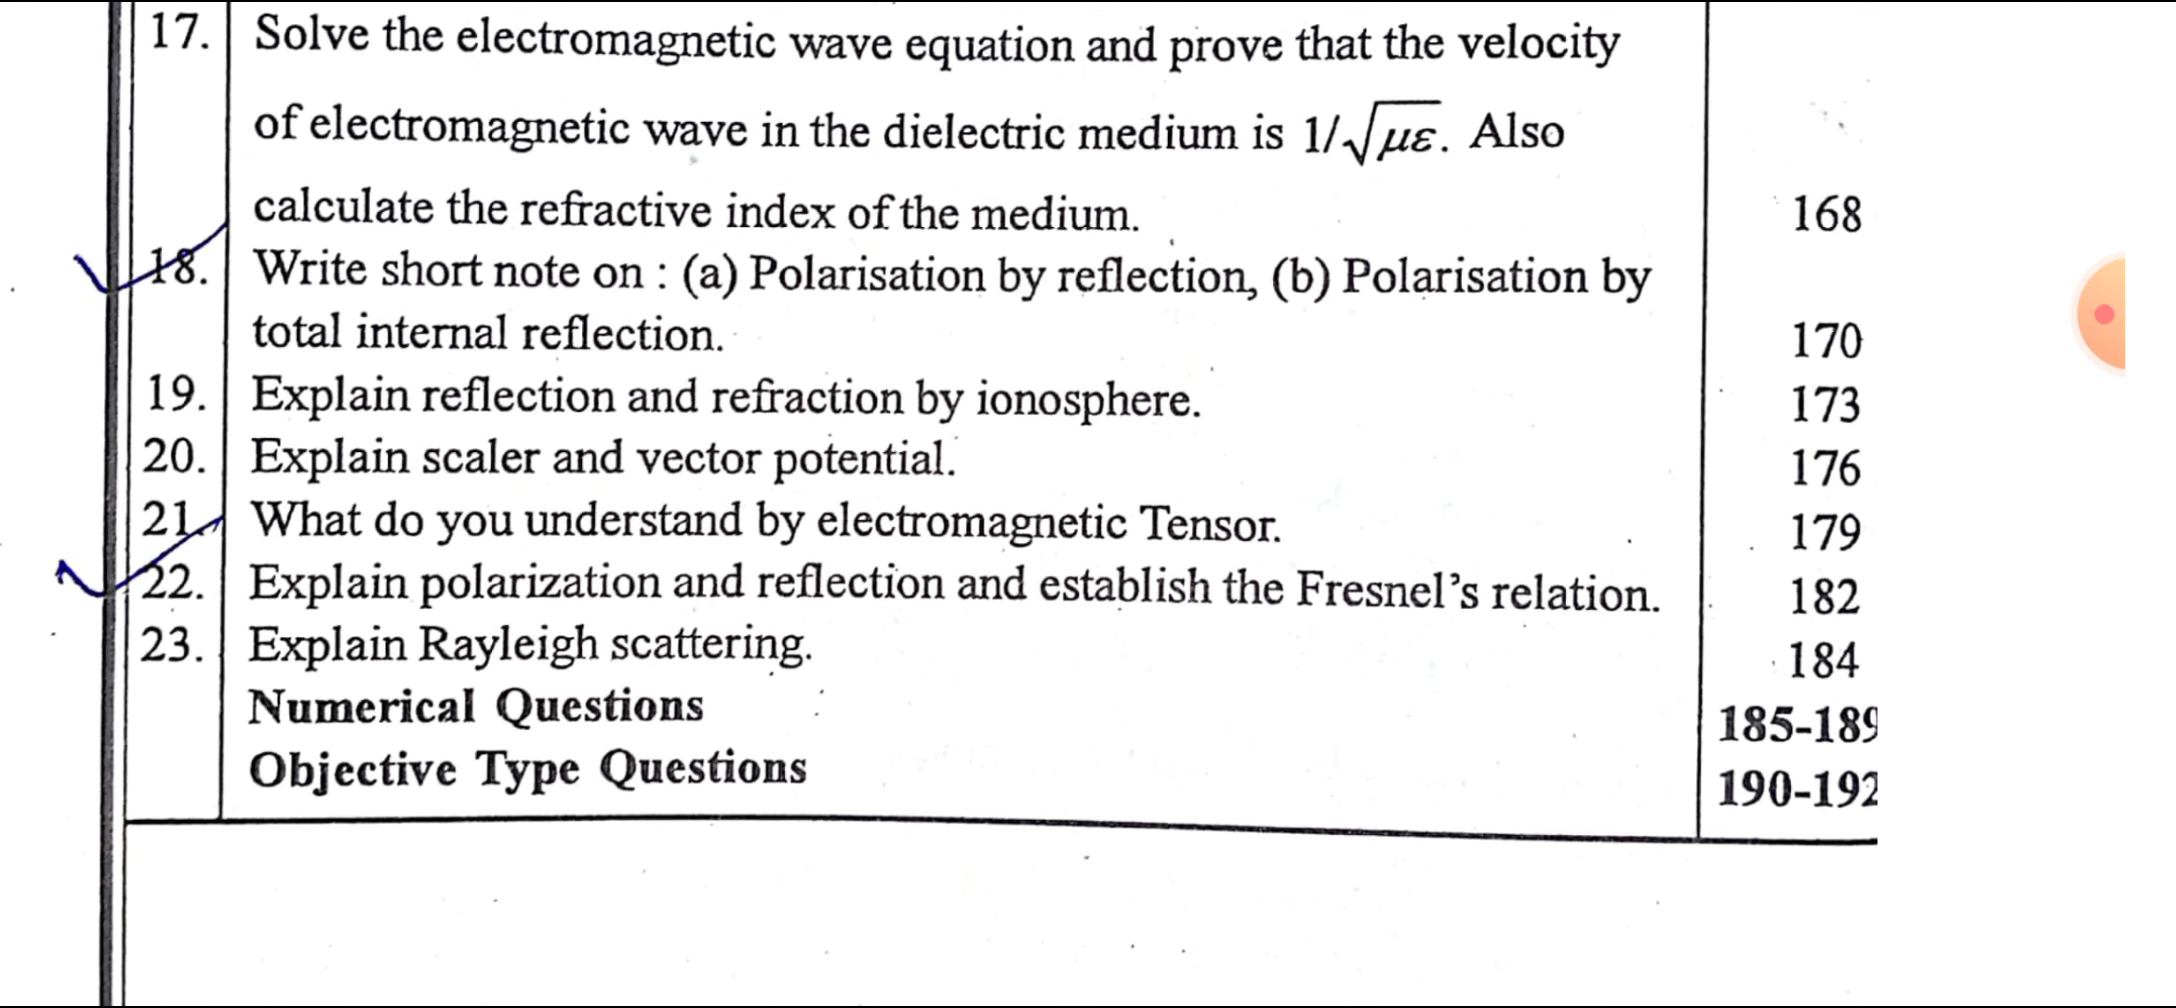 17. Solve the electromagnetic wave equation and prove that the velocity
of electromagnetic wave in the dielectric medium is 1/√με. Also
calculate the refractive index of the medium. 168
18. Write short note on : (a) Polarisation by reflection, (b) Polarisation by
total internal reflection. 170
19. Explain reflection and refraction by ionosphere. 173
20. Explain scaler and vector potential. 176
21. What do you understand by electromagnetic Tensor. 179
22. Explain polarization and reflection and establish the Fresnel's relation. 182
23. Explain Rayleigh scattering. 184
Numerical Questions 185-189
Objective Type Questions 190-192